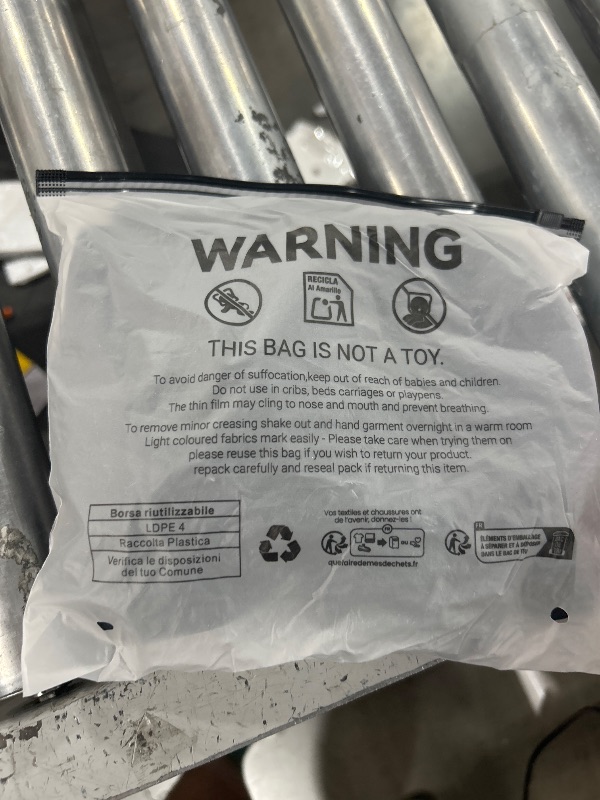 WARNING
RECICLA
Al Amarillo
THIS BAG IS NOT A TOY.
To avoid danger of suffocation,keep out of reach of babies and children.
Do not use in cribs, beds carriages or playpens.
The thin film may cling to nose and mouth and prevent breathing.
To remove minor creasing shake out and hand garment overnight in a warm room
Light coloured fabrics mark easily - Please take care when trying them on
please reuse this bag if you wish to return your product.
repack carefully and reseal pack if returning this item.
Borsa riutilizzabile
LDPE 4
Raccolta Plastica
Verifica le disposizioni
del tuo Comune
Vos textiles et chaussures ont
de l'avenir, donnez-les !
FR
OU
quefairedemesdechets.fr
FR
ÉLÉMENTS D'EMBALLAGE
À SÉPARER ET À DÉPOSER
DANS LE BAC DE TRI